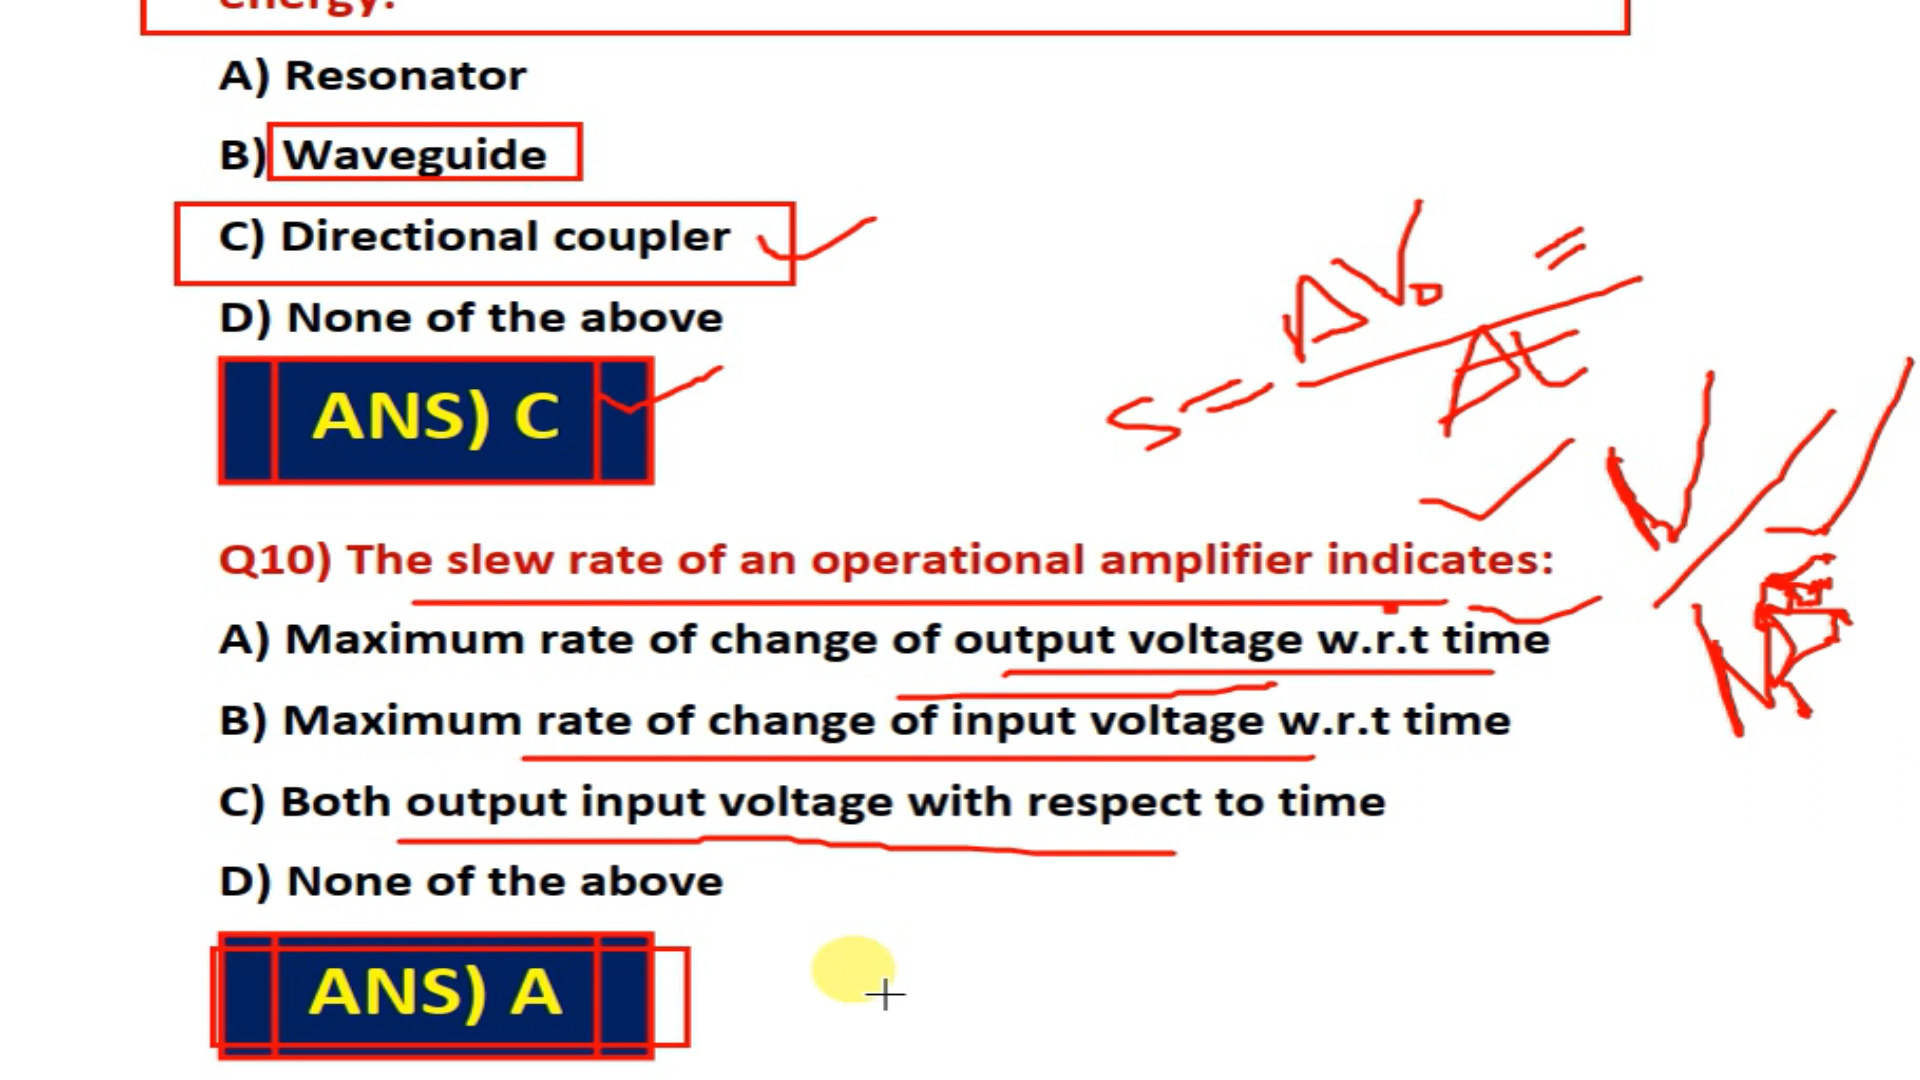 energy.
A) Resonator
B) Waveguide
C) Directional coupler
D) None of the above
ANS) C
S = ΔVo / Δt =
Q10) The slew rate of an operational amplifier indicates:
A) Maximum rate of change of output voltage w.r.t time
B) Maximum rate of change of input voltage w.r.t time
C) Both output input voltage with respect to time
D) None of the above
ANS) A